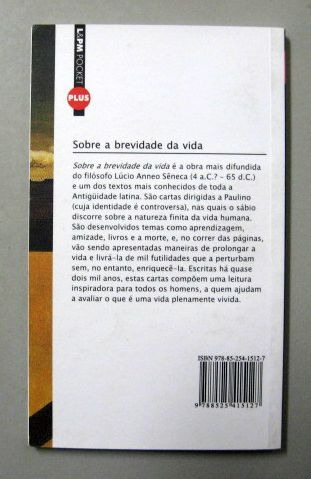 L&PM POCKET
PLUS
Sobre a brevidade da vida
Sobre a brevidade da vida é a obra mais difundida
do filósofo Lúcio Anneo Sêneca (4 a.C.? – 65 d.C.)
e um dos textos mais conhecidos de toda a
Antigüidade latina. São cartas dirigidas a Paulino
(cuja identidade é controversa), nas quais o sábio
discorre sobre a natureza finita da vida humana.
São desenvolvidos temas como aprendizagem,
amizade, livros e a morte, e, no correr das páginas,
vão sendo apresentadas maneiras de prolongar a
vida e livrá-la de mil futilidades que a perturbam
sem, no entanto, enriquecê-la. Escritas há quase
dois mil anos, estas cartas compõem uma leitura
inspiradora para todos os homens, a quem ajudam
a avaliar o que é uma vida plenamente vivida.
ISBN 978-85-254-1512-7
9 788525 415127